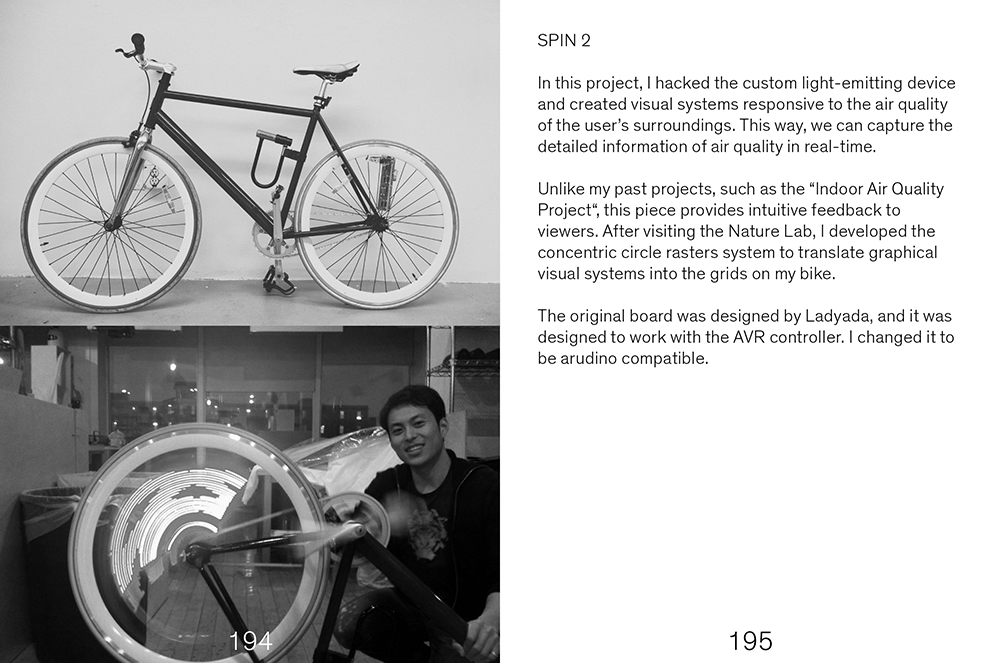 SPIN 2
In this project, I hacked the custom light-emitting device
and created visual systems responsive to the air quality
of the user's surroundings. This way, we can capture the
detailed information of air quality in real-time.
Unlike my past projects, such as the “Indoor Air Quality
Project“, this piece provides intuitive feedback to
viewers. After visiting the Nature Lab, I developed the
concentric circle rasters system to translate graphical
visual systems into the grids on my bike.
The original board was designed by Ladyada, and it was
designed to work with the AVR controller. I changed it to
be arudino compatible.
194
195